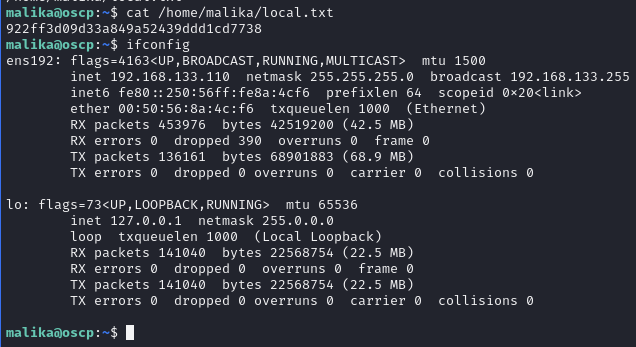 malika@oscp:~$ cat /home/malika/local.txt
922ff3d09d33a849a52439ddd1cd7738
malika@oscp:~$ ifconfig
ens192: flags=4163<UP,BROADCAST,RUNNING,MULTICAST>  mtu 1500
        inet 192.168.133.110  netmask 255.255.255.0  broadcast 192.168.133.255
        inet6 fe80::250:56ff:fe8a:4cf6  prefixlen 64  scopeid 0×20<link>
        ether 00:50:56:8a:4c:f6  txqueuelen 1000  (Ethernet)
        RX packets 453976  bytes 42519200 (42.5 MB)
        RX errors 0  dropped 390  overruns 0  frame 0
        TX packets 136161  bytes 68901883 (68.9 MB)
        TX errors 0  dropped 0 overruns 0  carrier 0  collisions 0

lo: flags=73<UP,LOOPBACK,RUNNING>  mtu 65536
        inet 127.0.0.1  netmask 255.0.0.0
        loop  txqueuelen 1000  (Local Loopback)
        RX packets 141040  bytes 22568754 (22.5 MB)
        RX errors 0  dropped 0  overruns 0  frame 0
        TX packets 141040  bytes 22568754 (22.5 MB)
        TX errors 0  dropped 0 overruns 0  carrier 0  collisions 0

malika@oscp:~$